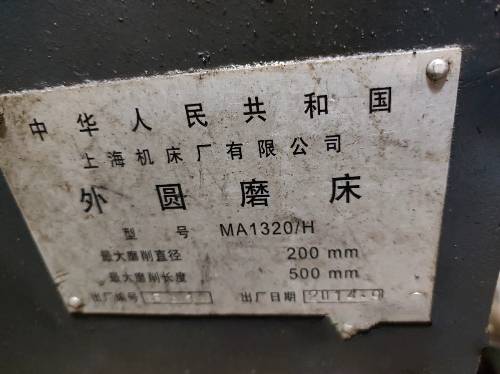 中华人民共和国
上海机床厂有限公司
外圆磨床
型号 MA1320/H
最大磨削直径 200 mm
最大磨削长度 500 mm
出厂编号 出厂日期 2014